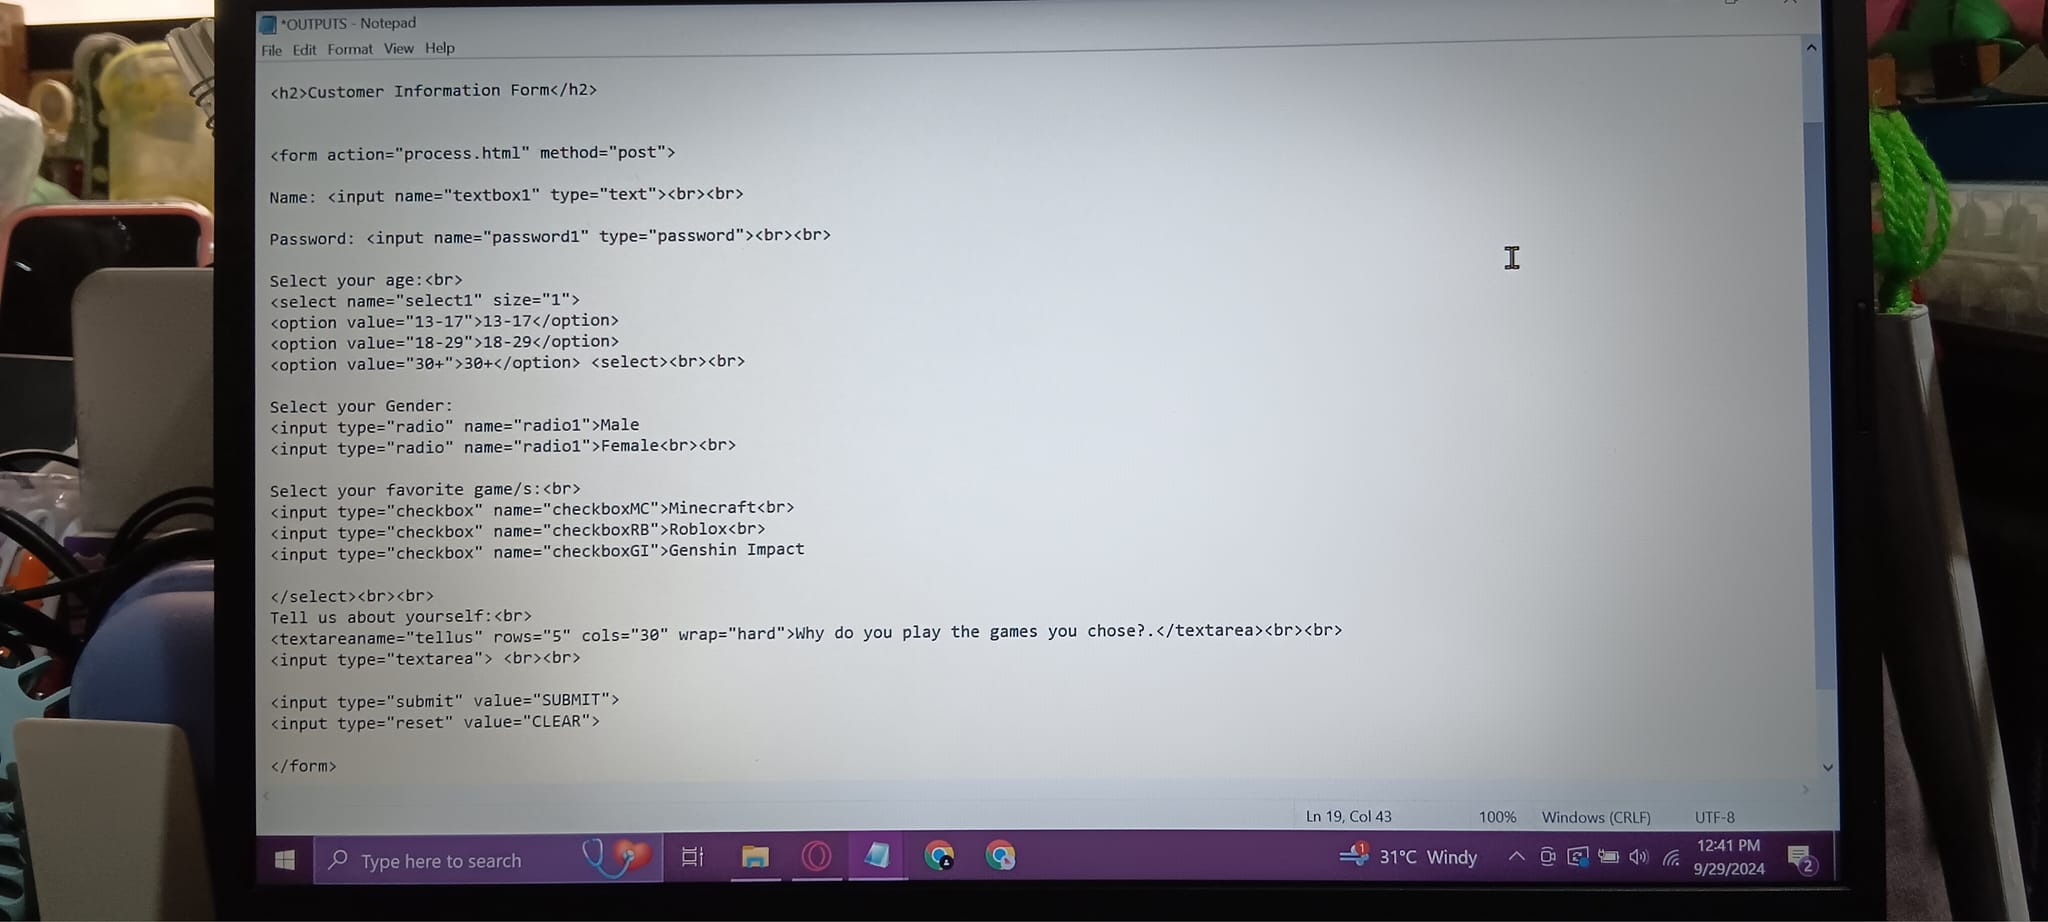 *OUTPUTS - Notepad
File Edit Format View Help
<h2>Customer Information Form</h2>
<form action="process.html" method="post">
Name: <input name="textbox1" type="text"><br><br>
Password: <input name="password1" type="password"><br><br>
Select your age:<br>
<select name="select1" size="1">
<option value="13-17">13-17</option>
<option value="18-29">18-29</option>
<option value="30+">30+</option> <select><br><br>
Select your Gender:
<input type="radio" name="radio1">Male
<input type="radio" name="radio1">Female<br><br>
Select your favorite game/s:<br>
<input type="checkbox" name="checkboxMC">Minecraft<br>
<input type="checkbox" name="checkboxRB">Roblox<br>
<input type="checkbox" name="checkboxGI">Genshin Impact
</select><br><br>
Tell us about yourself:<br>
<textareaname="tellus" rows="5" cols="30" wrap="hard">Why do you play the games you chose?.</textarea><br><br>
<input type="textarea"> <br><br>
<input type="submit" value="SUBMIT">
<input type="reset" value="CLEAR">
</form>
Ln 19, Col 43 100% Windows (CRLF) UTF-8
Type here to search 1 31°C Windy 12:41 PM
9/29/2024 2